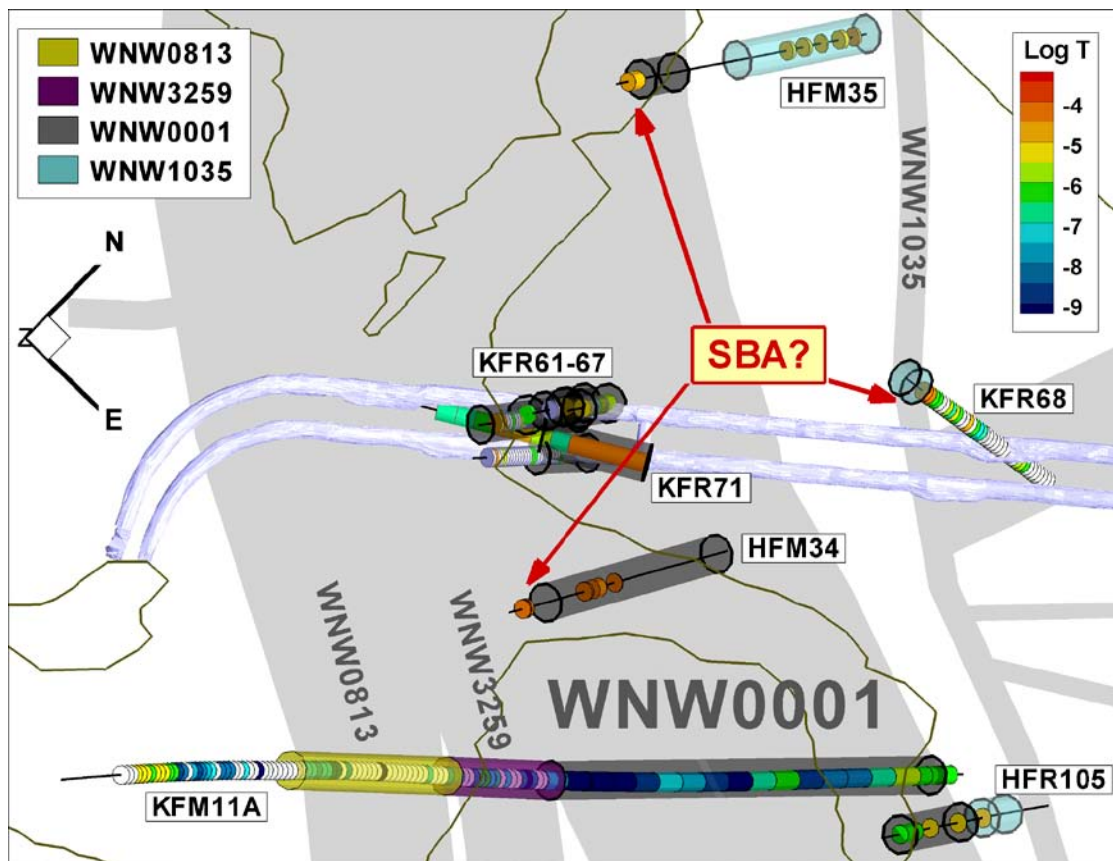 WNW0813
WNW3259
WNW0001
WNW1035
HFM35
Log T
-4
-5
-6
-7
-8
-9
WNW1035
N
Z
E
SBA?
KFR61-67
KFR68
KFR71
HFM34
WNW0813
WNW3259
WNW0001
KFM11A
HFR105